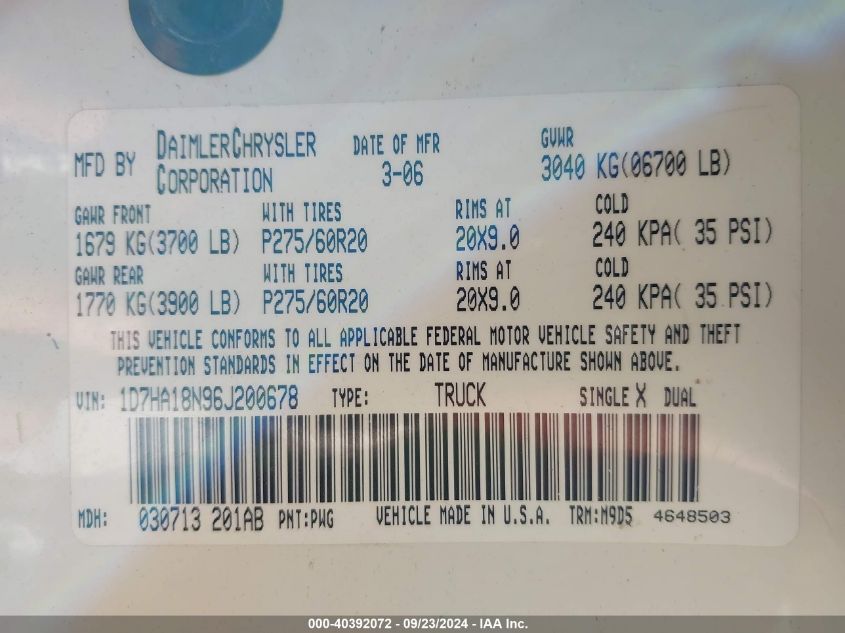 MFD BY DAIMLERCHRYSLER CORPORATION DATE OF MFR 3-06 GVWR 3040 KG(06700 LB)
GAWR FRONT WITH TIRES RIMS AT COLD
1679 KG(3700 LB) P275/60R20 20X9.0 240 KPA( 35 PSI)
GAWR REAR WITH TIRES RIMS AT COLD
1770 KG(3900 LB) P275/60R20 20X9.0 240 KPA( 35 PSI)
THIS VEHICLE CONFORMS TO ALL APPLICABLE FEDERAL MOTOR VEHICLE SAFETY AND THEFT
PREVENTION STANDARDS IN EFFECT ON THE DATE OF MANUFACTURE SHOWN ABOVE.
VIN: 1D7HA18N96J200678 TYPE: TRUCK SINGLE X DUAL
MDH: 030713 201AB PNT:PWG VEHICLE MADE IN U.S.A. TRM:M9D5 4648503
000-40392072 - 09/23/2024 - IAA Inc.